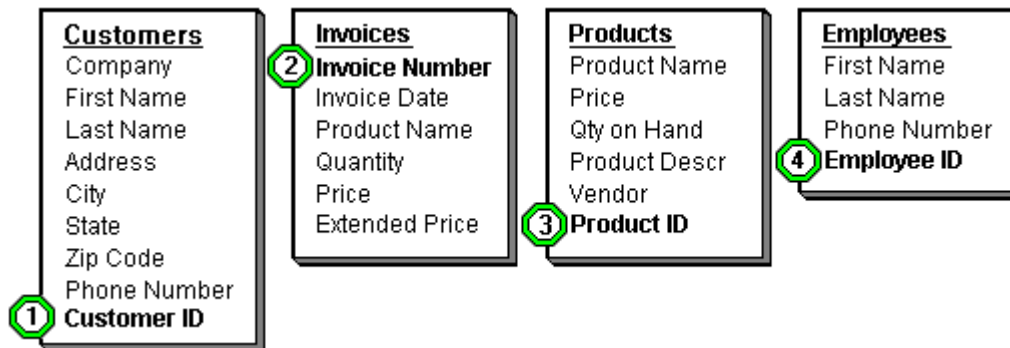 Customers
Company
First Name
Last Name
Address
City
State
Zip Code
Phone Number
1 Customer ID
Invoices
2 Invoice Number
Invoice Date
Product Name
Quantity
Price
Extended Price
Products
Product Name
Price
Qty on Hand
Product Descr
Vendor
3 Product ID
Employees
First Name
Last Name
Phone Number
4 Employee ID